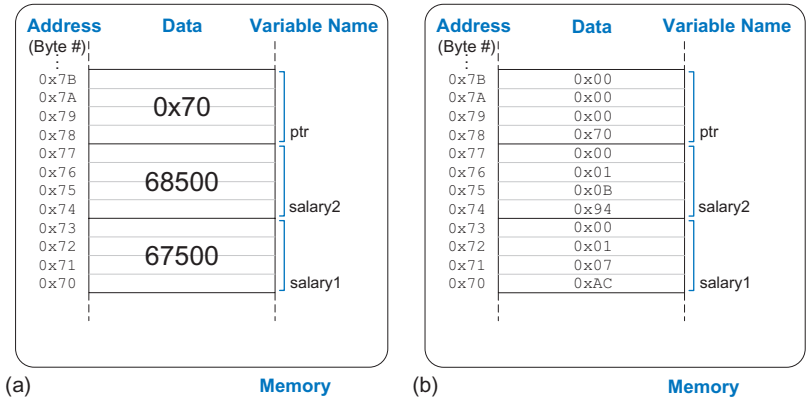 Address Data Variable Name
(Byte #)
⋮
0x7B
0x7A
0x79
0x78
0x70
ptr
0x77
0x76
0x75
0x74
68500
salary2
0x73
0x72
0x71
0x70
67500
salary1
(a)
Memory
Address Data Variable Name
(Byte #)
⋮
0x7B 0x00
0x7A 0x00
0x79 0x00
0x78 0x70 ptr
0x77 0x00
0x76 0x01
0x75 0x0B
0x74 0x94 salary2
0x73 0x00
0x72 0x01
0x71 0x07
0x70 0xAC salary1
(b)
Memory